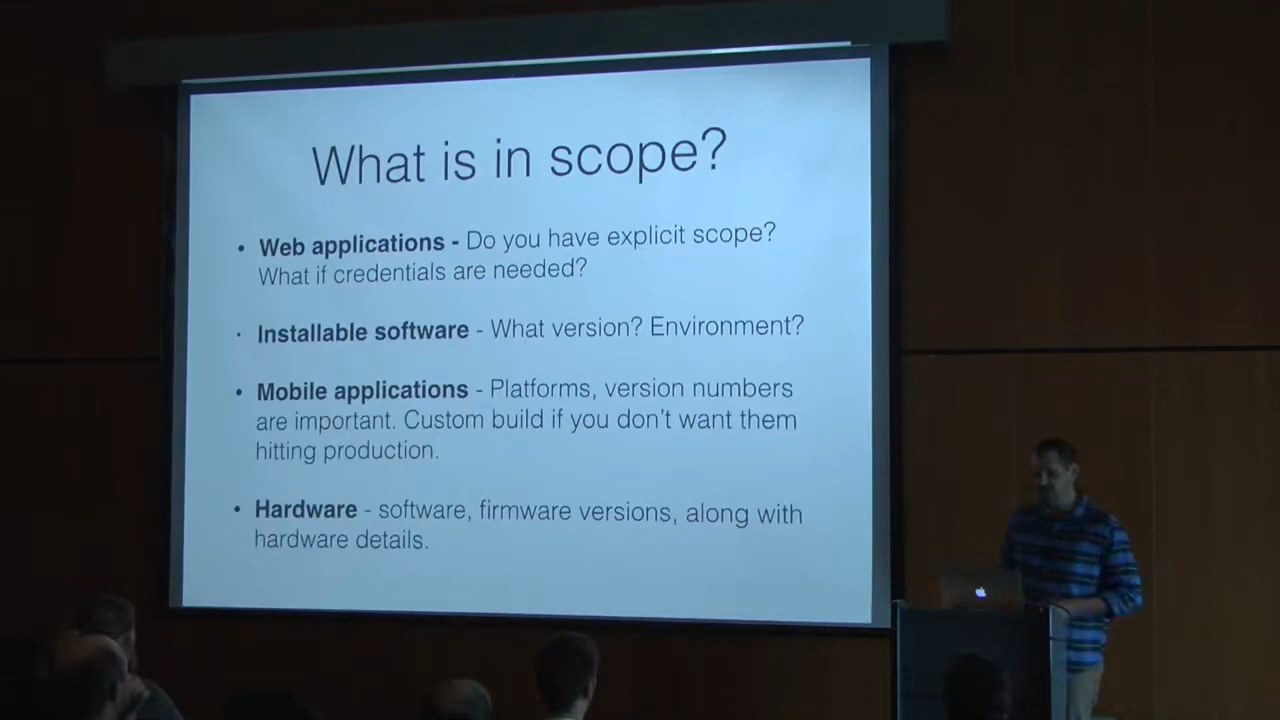 What is in scope?
• Web applications - Do you have explicit scope?
What if credentials are needed?
• Installable software - What version? Environment?
• Mobile applications - Platforms, version numbers
are important. Custom build if you don't want them
hitting production.
• Hardware - software, firmware versions, along with
hardware details.